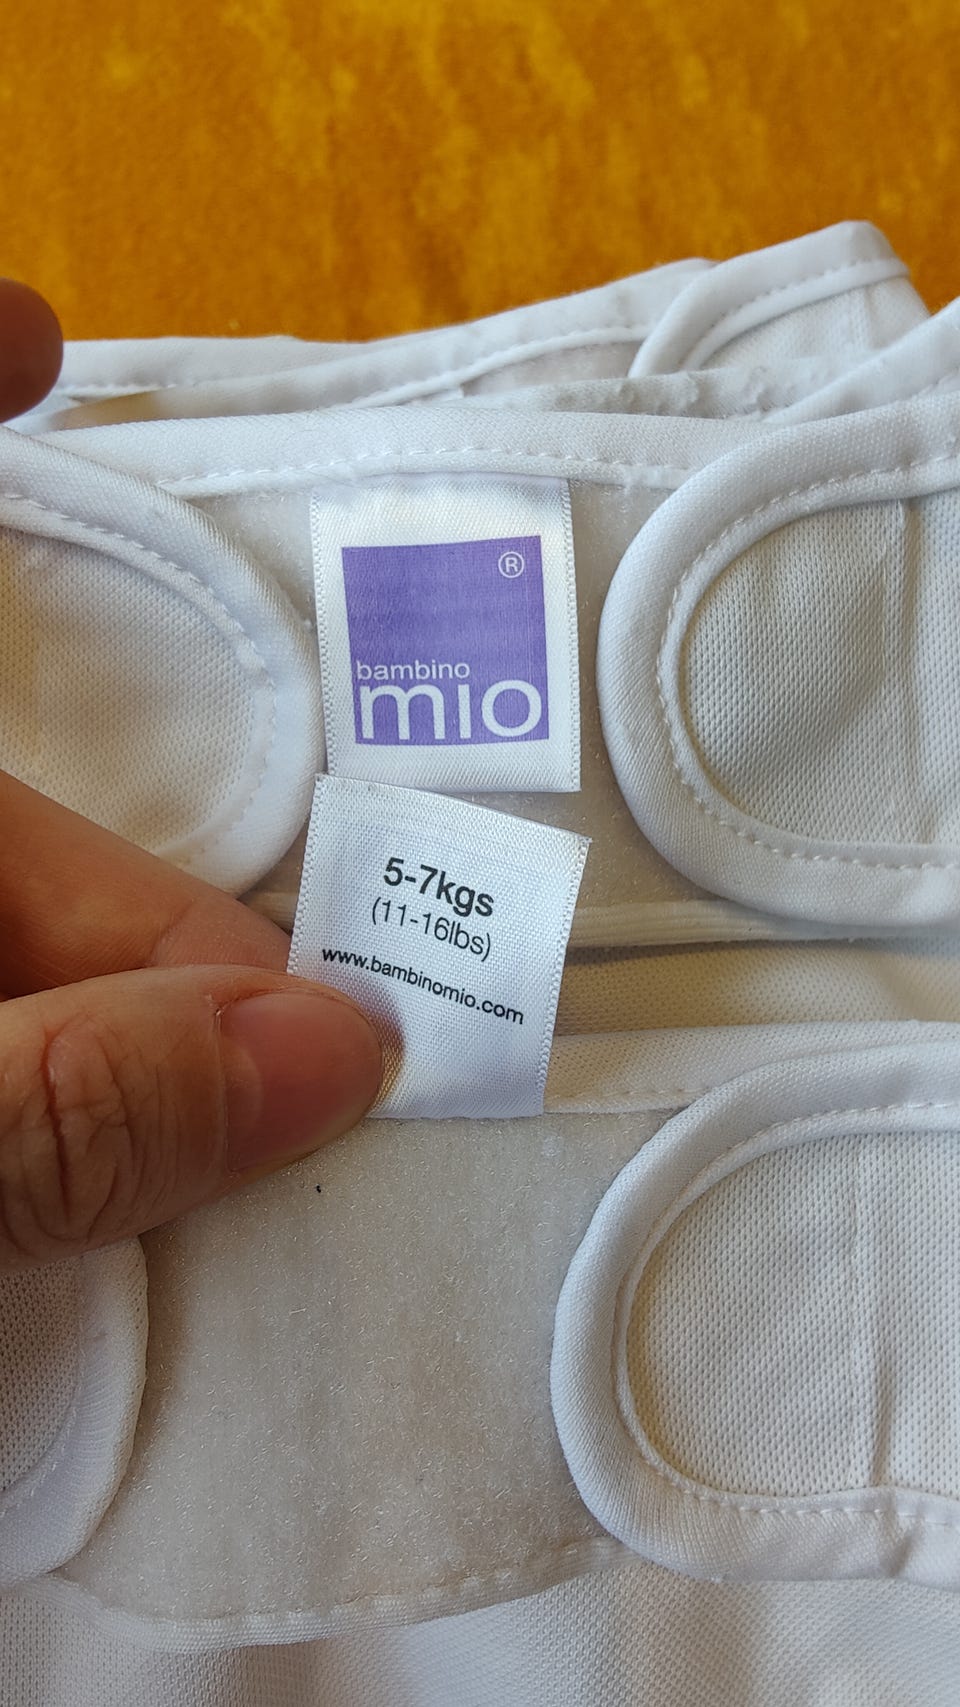 ®
bambino
mio
5-7kgs
(11-16lbs)
www.bambinomio.com